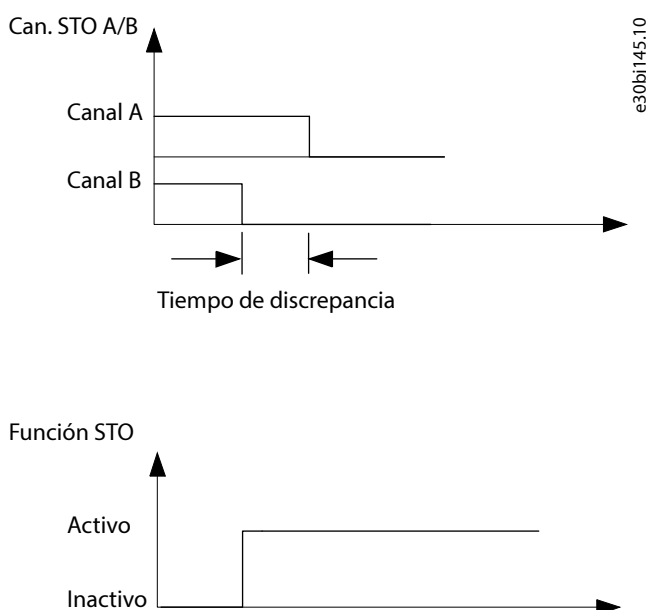 Can. STO A/B
e30bi145.10
Canal A
Canal B
Tiempo de discrepancia
Función STO
Activo
Inactivo